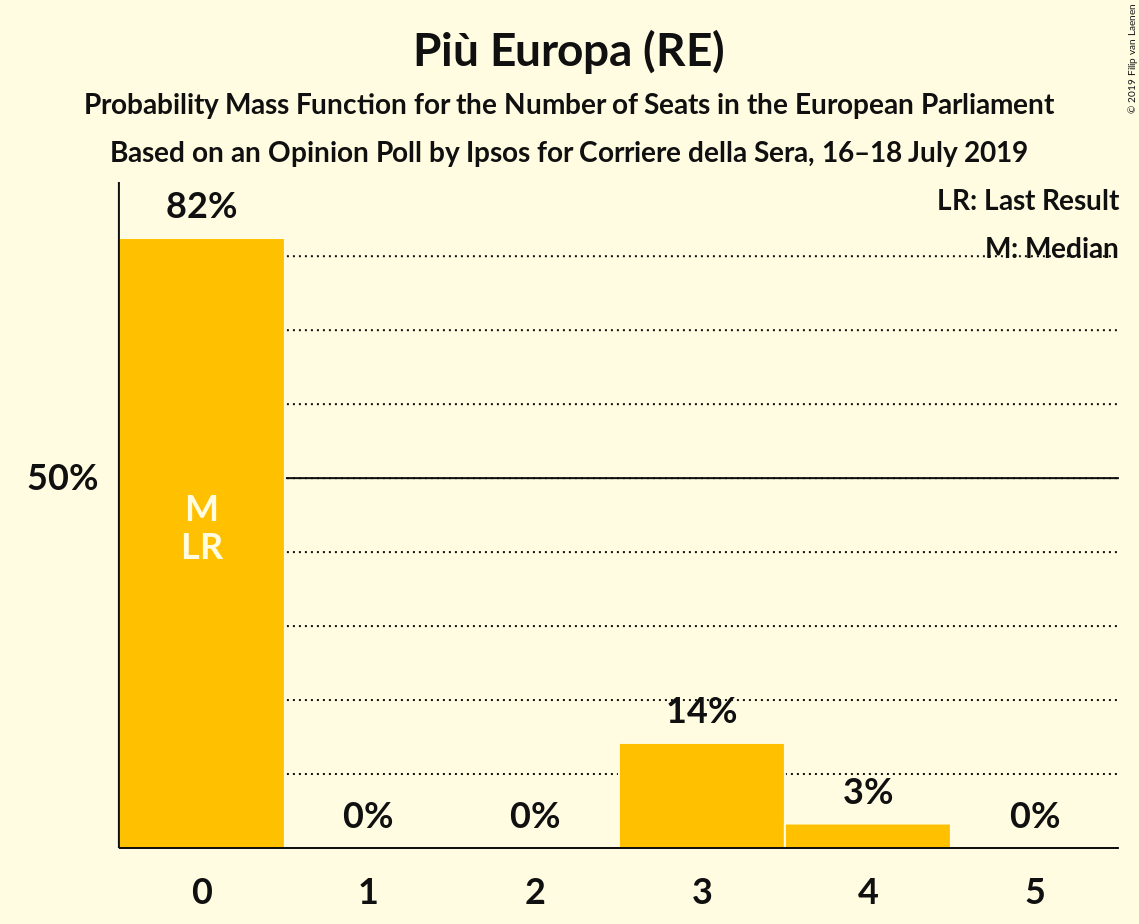 Più Europa (RE)
Probability Mass Function for the Number of Seats in the European Parliament
Based on an Opinion Poll by Ipsos for Corriere della Sera, 16–18 July 2019
© 2019 Filip van Laenen
LR: Last Result
M: Median
82%
50%
M
LR
14%
3%
0%
0%
0%
0
1
2
3
4
5